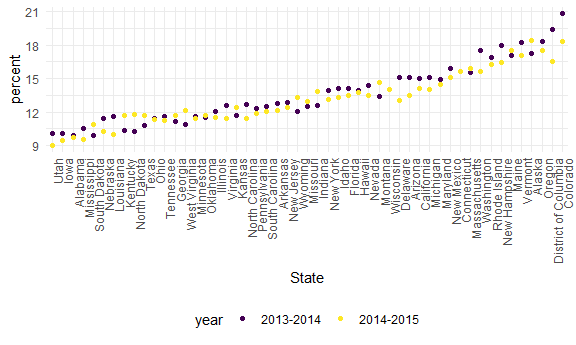 21
18
15
12
9
percent
Utah
Iowa
Alabama
Mississippi
South Dakota
Nebraska
Louisiana
Kentucky
North Dakota
Texas
Ohio
Tennessee
Georgia
West Virginia
Minnesota
Oklahoma
Illinois
Virginia
Kansas
North Carolina
Pennsylvania
South Carolina
Arkansas
New Jersey
Wyoming
Missouri
Indiana
New York
Idaho
Florida
Hawaii
Nevada
Montana
Wisconsin
Delaware
Arizona
California
Michigan
Maryland
New Mexico
Connecticut
Massachusetts
Washington
Rhode Island
New Hampshire
Maine
Vermont
Alaska
Oregon
District of Columbia
Colorado
State
year 2013-2014 2014-2015